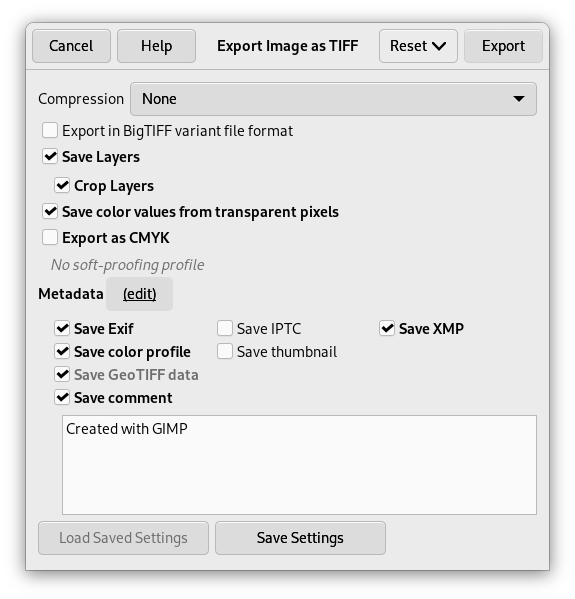 Cancel Help Export Image as TIFF Reset Export
Compression None
Export in BigTIFF variant file format
Save Layers
Crop Layers
Save color values from transparent pixels
Export as CMYK
No soft-proofing profile
Metadata (edit)
Save Exif Save IPTC Save XMP
Save color profile Save thumbnail
Save GeoTIFF data
Save comment
Created with GIMP
Load Saved Settings Save Settings